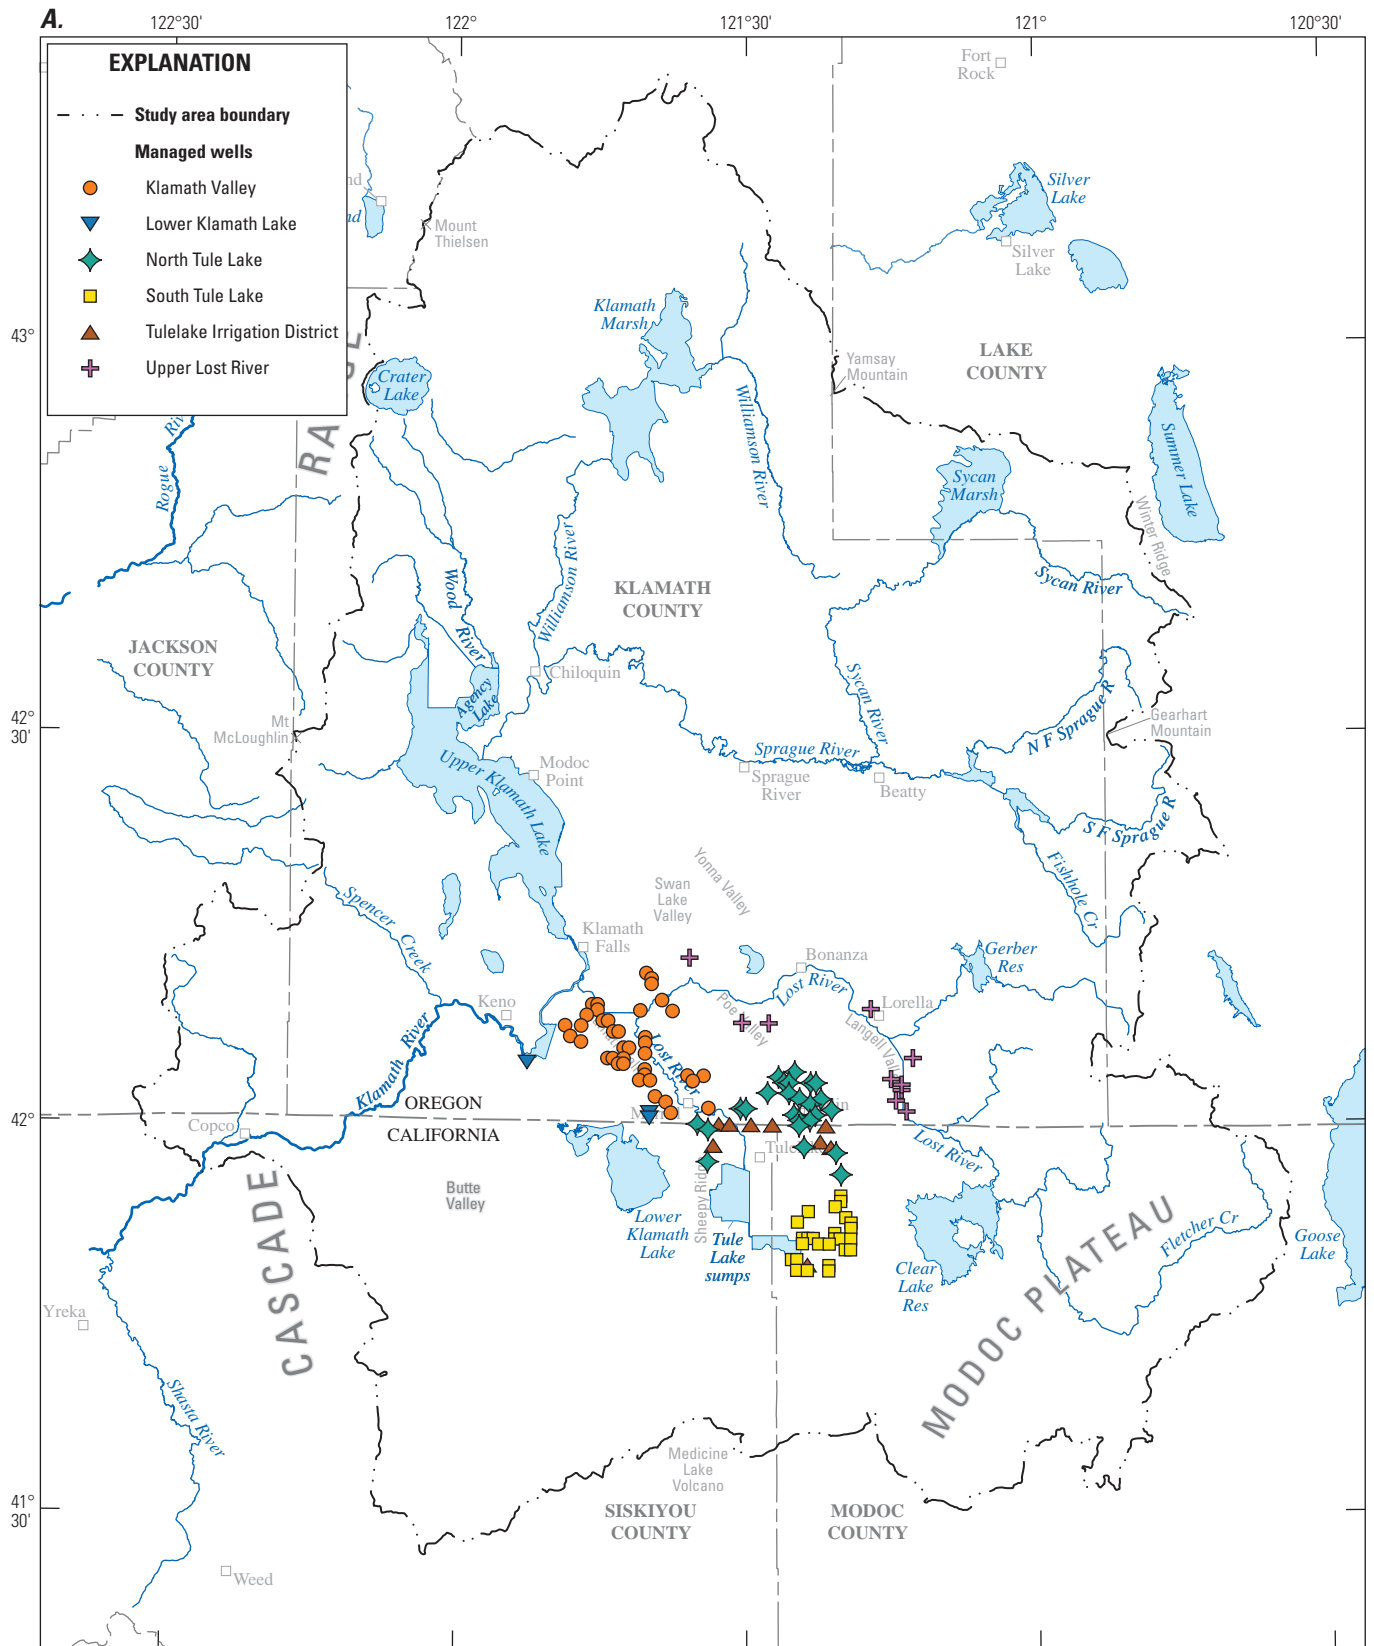 A.
122°30'
122°
121°30'
121°
120°30'
EXPLANATION
Study area boundary
Managed wells
Klamath Valley
Lower Klamath Lake
North Tule Lake
South Tule Lake
Tulelake Irrigation District
Upper Lost River
Fort
Rock
Mount
Thielsen
Silver
Lake
Silver
Lake
Klamath
Marsh
43°
Yamsay
Mountain
LAKE
COUNTY
Crater
Lake
Williamson River
Summer Lake
Rogue
Sycan
Marsh
Winter Ridge
Williamson River
Wood
River
KLAMATH
COUNTY
Sycan River
JACKSON
COUNTY
Chiloquin
Agency
Lake
Sycan River
N F Sprague R
Gearhart
Mountain
42°
30'
Mt
McLoughlin
Upper Klamath Lake
Modoc
Point
Sprague River
Sprague
River
Beatty
S F Sprague R
Fishhole Cr
Yonna Valley
Swan
Lake
Valley
Spencer
Creek
Klamath
Falls
Bonanza
Gerber
Res
Lost River
Keno
Poe Valley
Lorella
Klamath River
Lost River
42°
OREGON
CALIFORNIA
Copco
Lost River
Butte
Valley
Sheepy Ridge
Lower
Klamath
Lake
Tule
Lake
sumps
Clear
Lake
Res
Fletcher Cr
Goose
Lake
CASCADE
MODOC PLATEAU
Yreka
Shasta River
Medicine
Lake
Volcano
41°
30'
SISKIYOU
COUNTY
MODOC
COUNTY
Weed